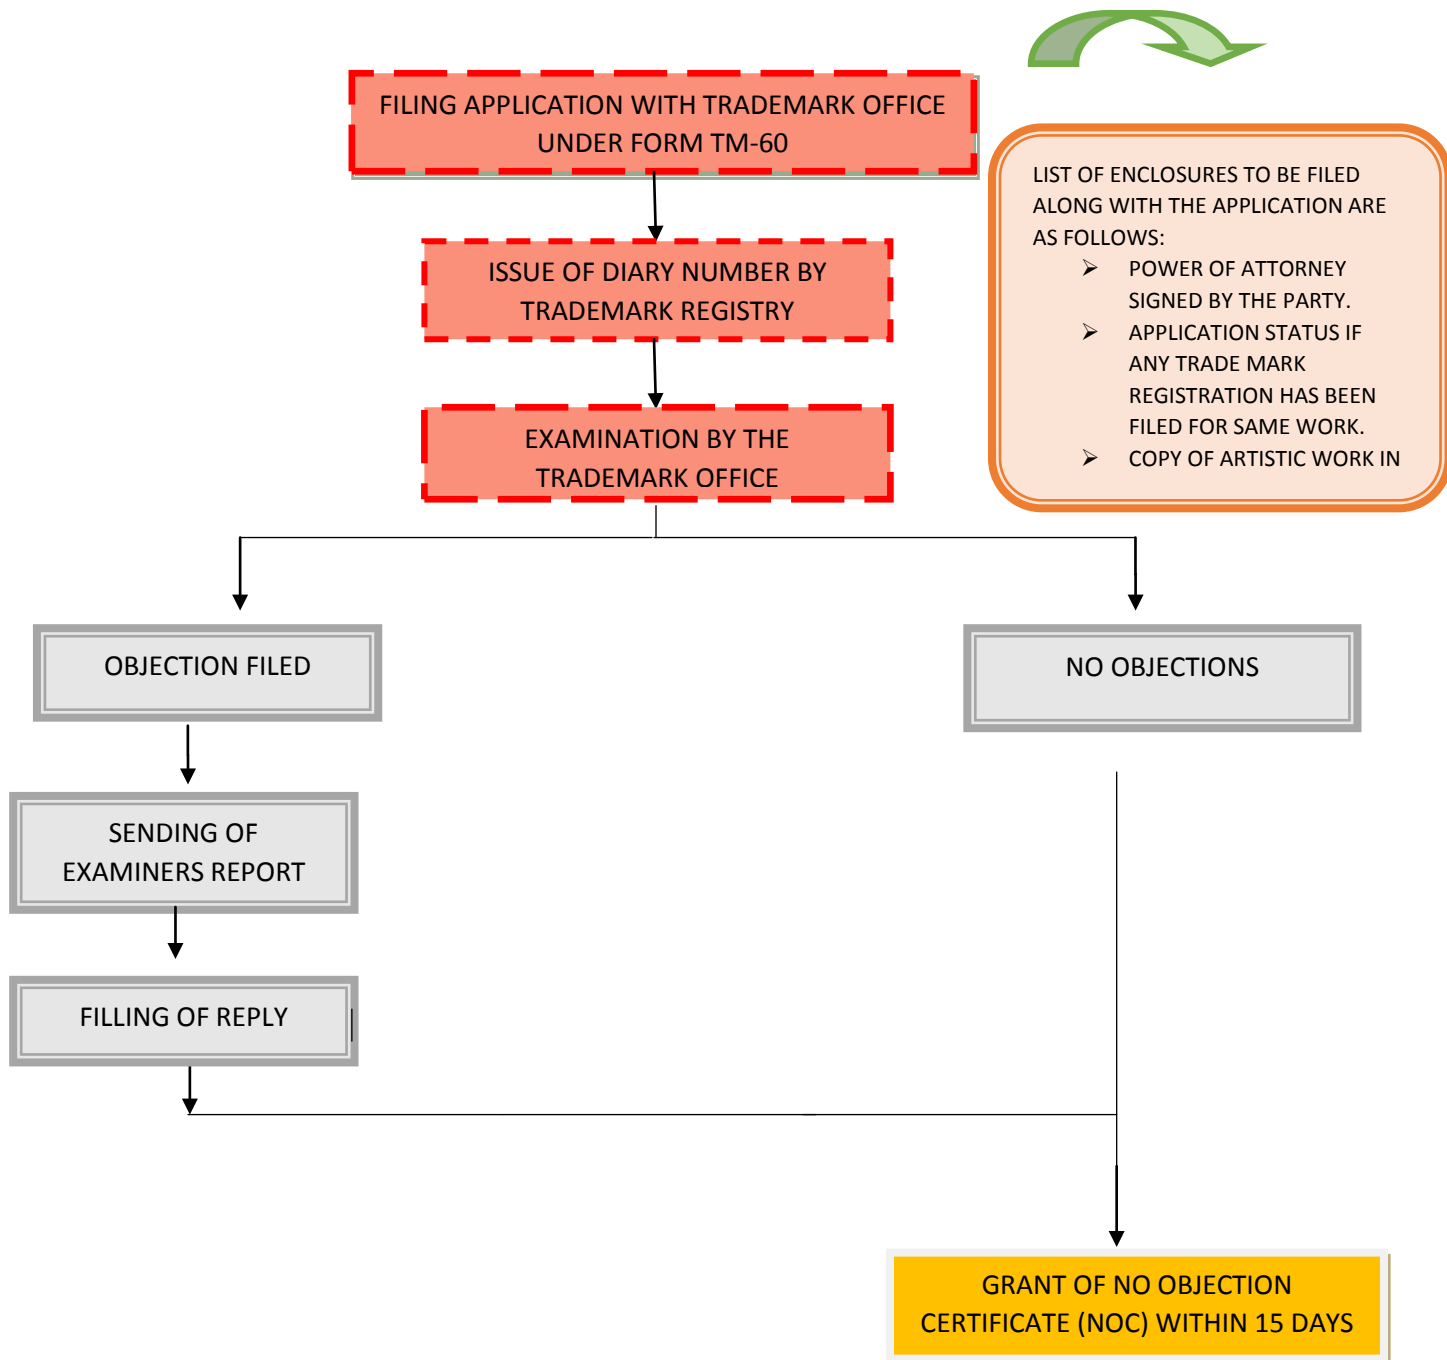 FILING APPLICATION WITH TRADEMARK OFFICE
UNDER FORM TM-60
LIST OF ENCLOSURES TO BE FILED
ALONG WITH THE APPLICATION ARE
AS FOLLOWS:
➢ POWER OF ATTORNEY
SIGNED BY THE PARTY.
➢ APPLICATION STATUS IF
ANY TRADE MARK
REGISTRATION HAS BEEN
FILED FOR SAME WORK.
➢ COPY OF ARTISTIC WORK IN
ISSUE OF DIARY NUMBER BY
TRADEMARK REGISTRY
EXAMINATION BY THE
TRADEMARK OFFICE
OBJECTION FILED
NO OBJECTIONS
SENDING OF
EXAMINERS REPORT
FILLING OF REPLY
GRANT OF NO OBJECTION
CERTIFICATE (NOC) WITHIN 15 DAYS